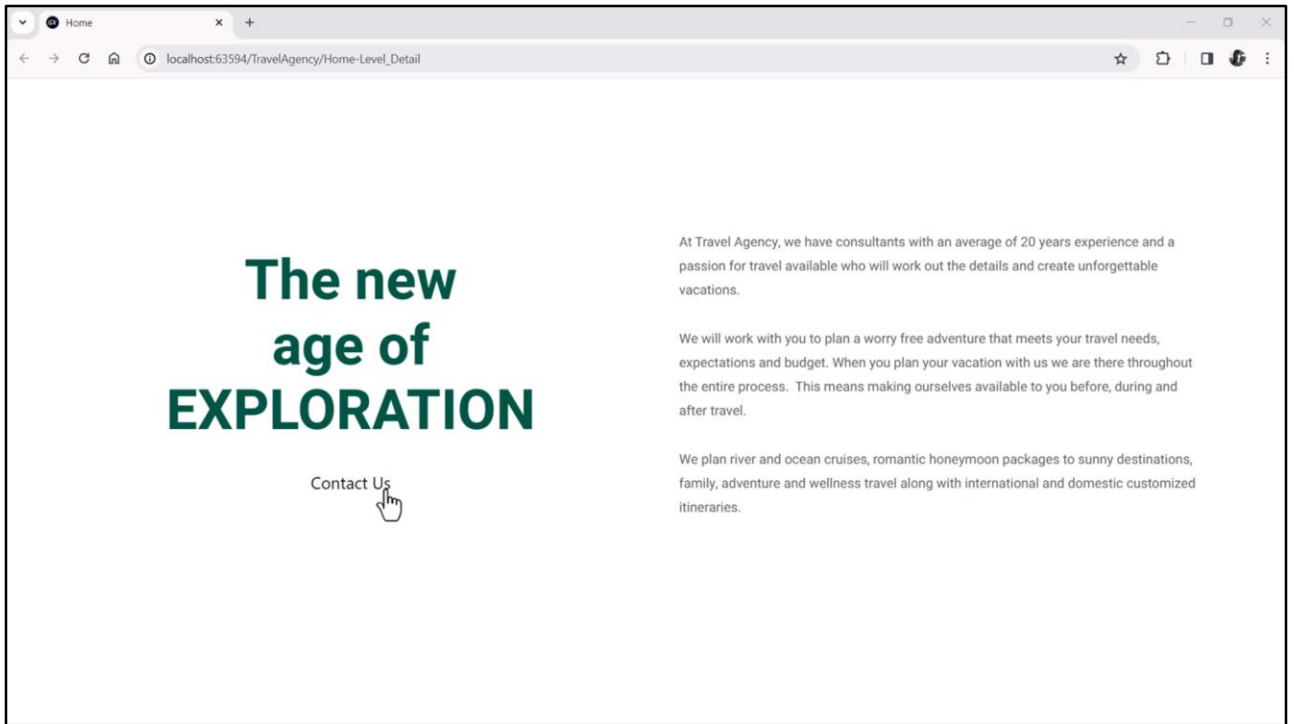 Home
localhost:63594/TravelAgency/Home-Level_Detail
The new
age of
EXPLORATION
Contact Us
At Travel Agency, we have consultants with an average of 20 years experience and a
passion for travel available who will work out the details and create unforgettable
vacations.
We will work with you to plan a worry free adventure that meets your travel needs,
expectations and budget. When you plan your vacation with us we are there throughout
the entire process.  This means making ourselves available to you before, during and
after travel.
We plan river and ocean cruises, romantic honeymoon packages to sunny destinations,
family, adventure and wellness travel along with international and domestic customized
itineraries.